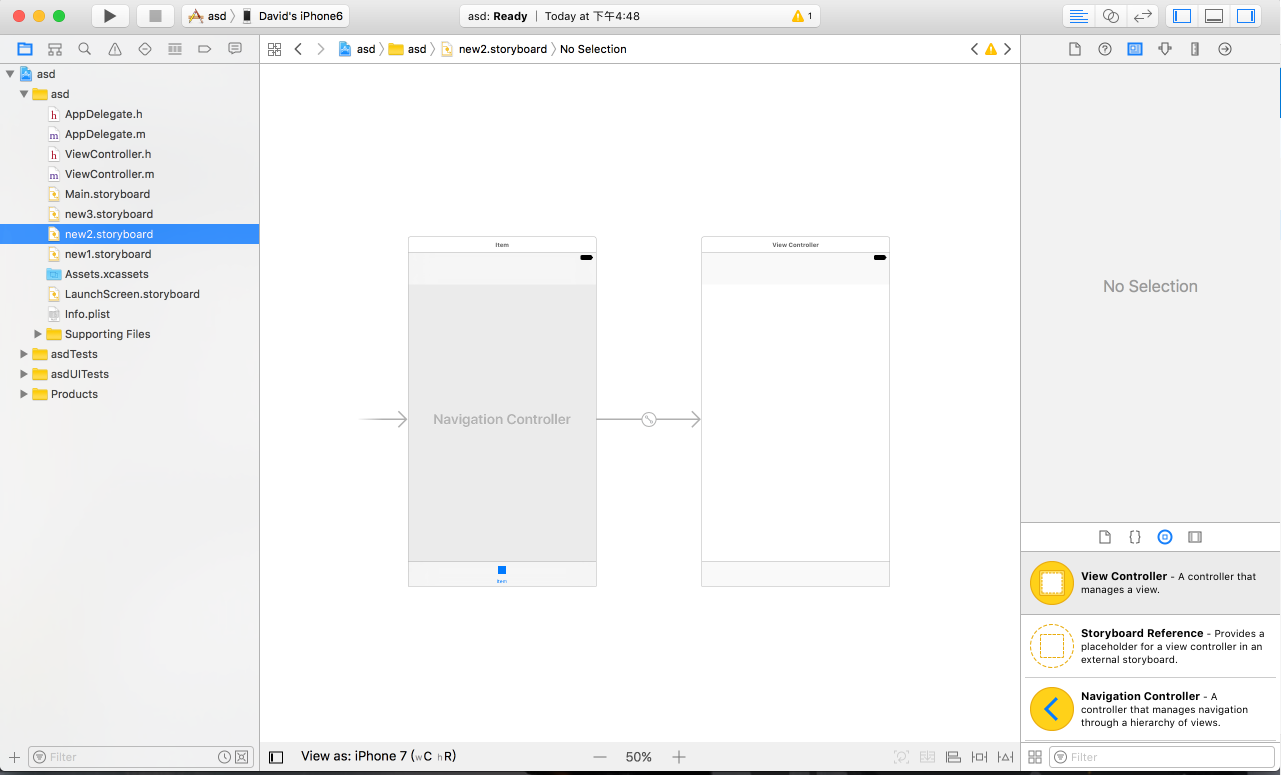 asd 〉 David's iPhone6
asd: Ready | Today at 下午4:48
1
asd 〉 asd 〉 new2.storyboard 〉 No Selection
asd
asd
AppDelegate.h
AppDelegate.m
ViewController.h
ViewController.m
Main.storyboard
new3.storyboard
new2.storyboard
new1.storyboard
Assets.xcassets
LaunchScreen.storyboard
Info.plist
Supporting Files
asdTests
asdUITests
Products
Filter
Item
Navigation Controller
Item
View Controller
View as: iPhone 7 (wC hR)
50%
No Selection
View Controller - A controller that
manages a view.
Storyboard Reference - Provides a
placeholder for a view controller in an
external storyboard.
Navigation Controller - A
controller that manages navigation
through a hierarchy of views.
Filter